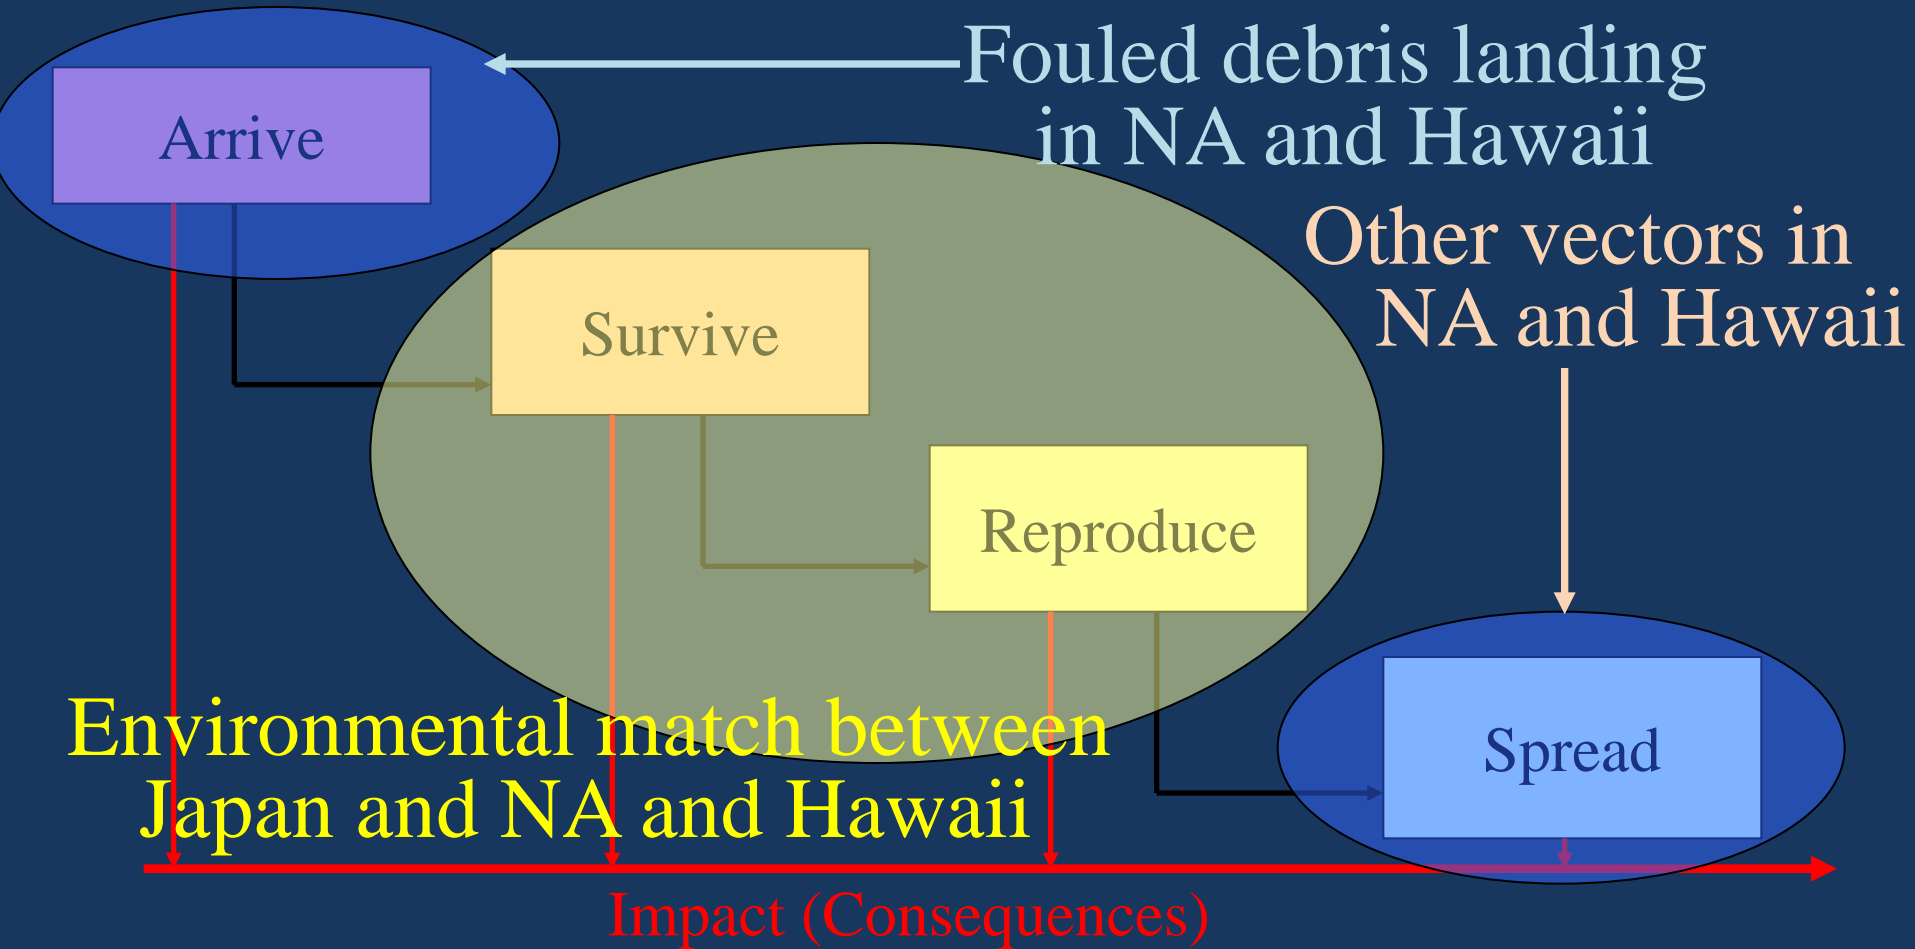 Fouled debris landing
in NA and Hawaii
Arrive
Other vectors in
NA and Hawaii
Survive
Reproduce
Environmental match between
Japan and NA and Hawaii
Spread
Impact (Consequences)